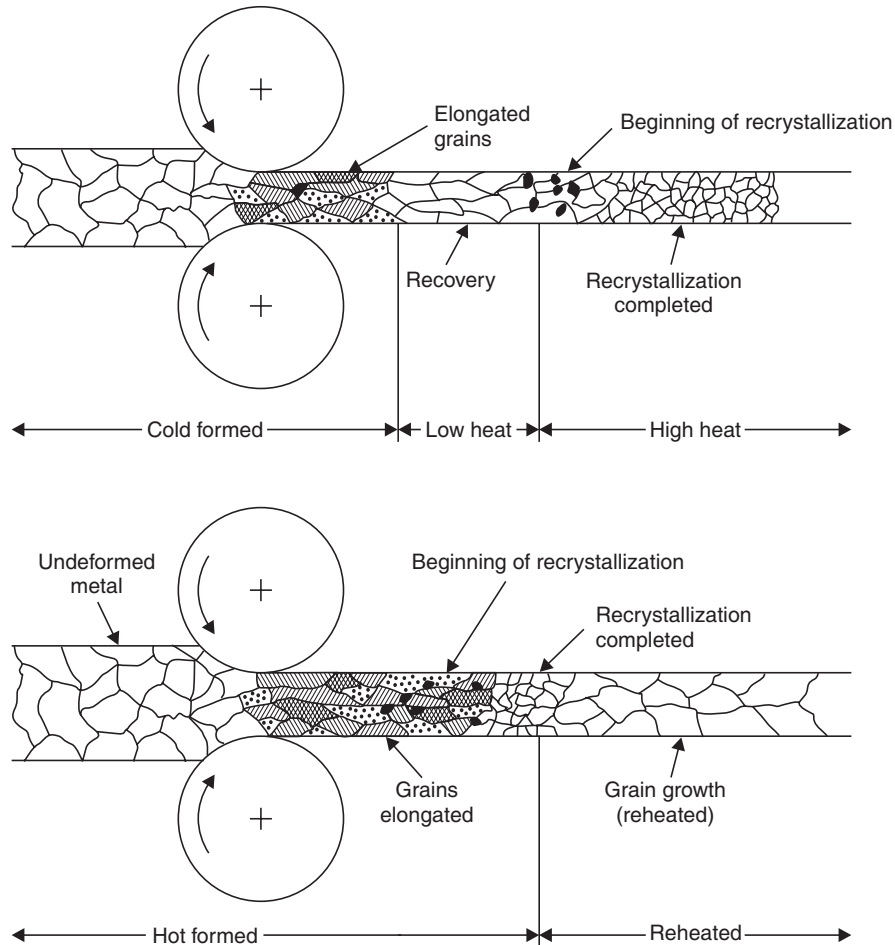 Elongated
grains
Beginning of recrystallization
Recovery
Recrystallization
completed
Cold formed
Low heat
High heat
Undeformed
metal
Beginning of recrystallization
Recrystallization
completed
Grains
elongated
Grain growth
(reheated)
Hot formed
Reheated